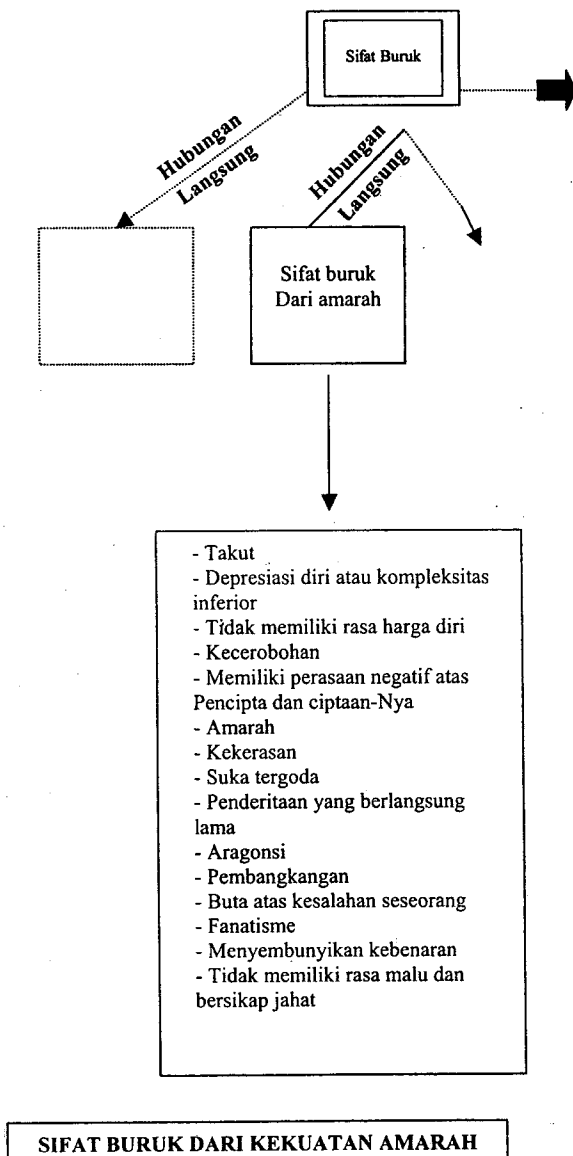 Sifat Buruk
Hubungan
Langsung
Hubungan
Langsung
Sifat buruk
Dari amarah
- Takut
- Depresiasi diri atau kompleksitas
inferior
- Tidak memiliki rasa harga diri
- Kecerobohan
- Memiliki perasaan negatif atas
Pencipta dan ciptaan-Nya
- Amarah
- Kekerasan
- Suka tergoda
- Penderitaan yang berlangsung
lama
- Aragonsi
- Pembangkangan
- Buta atas kesalahan seseorang
- Fanatisme
- Menyembunyikan kebenaran
- Tidak memiliki rasa malu dan
bersikap jahat
SIFAT BURUK DARI KEKUATAN AMARAH